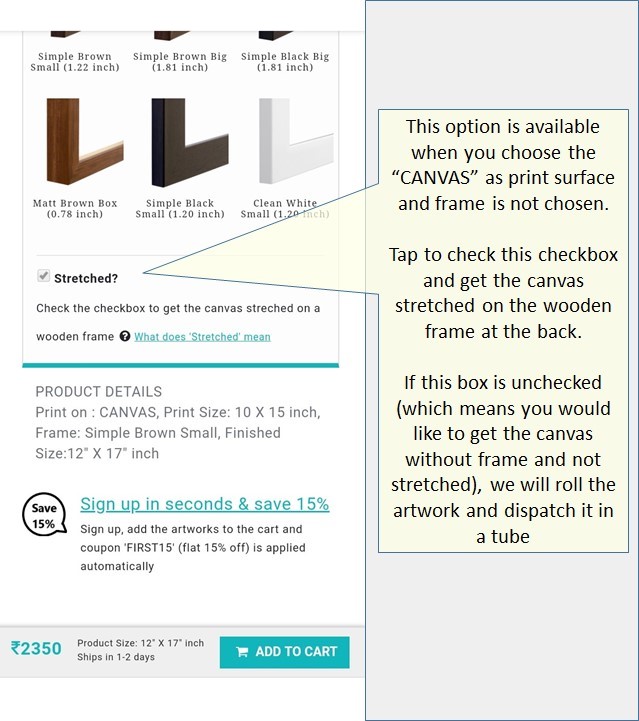 Simple Brown
Small (1.22 inch)
Simple Brown Big
(1.81 inch)
Simple Black Big
(1.81 inch)
Matt Brown Box
(0.78 inch)
Simple Black
Small (1.20 inch)
Clean White
Small (1.20 inch)
Stretched?
Check the checkbox to get the canvas streched on a
wooden frame ? What does 'Stretched' mean
PRODUCT DETAILS
Print on : CANVAS, Print Size: 10 X 15 inch,
Frame: Simple Brown Small, Finished
Size:12" X 17" inch
Save
15%
Sign up in seconds & save 15%
Sign up, add the artworks to the cart and
coupon 'FIRST15' (flat 15% off) is applied
automatically
₹2350
Product Size: 12" X 17" inch
Ships in 1-2 days
ADD TO CART
This option is available
when you choose the
“CANVAS” as print surface
and frame is not chosen.
Tap to check this checkbox
and get the canvas
stretched on the wooden
frame at the back.
If this box is unchecked
(which means you would
like to get the canvas
without frame and not
stretched), we will roll the
artwork and dispatch it in
a tube